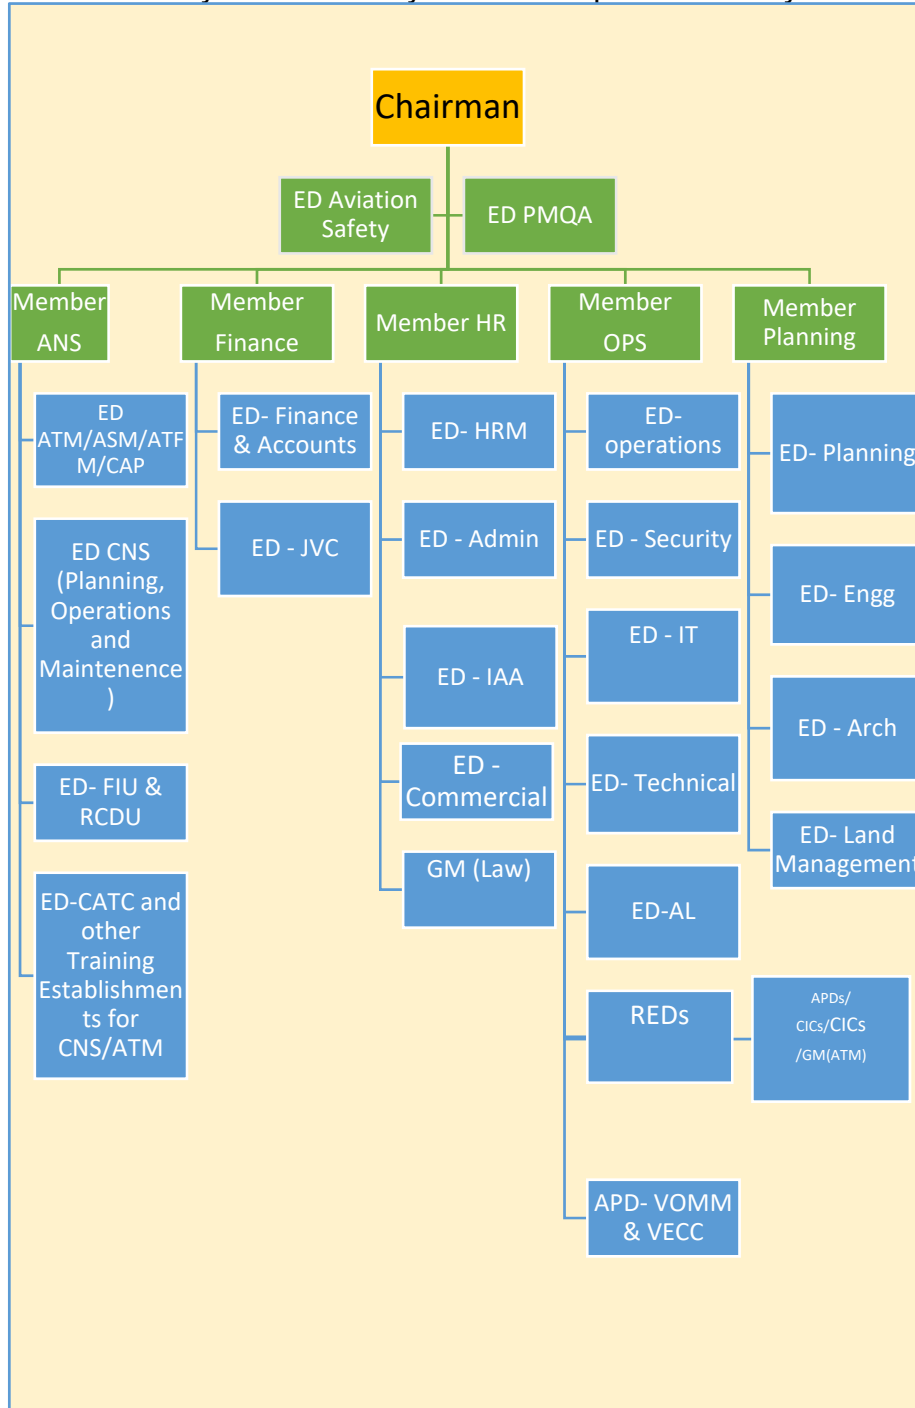 Chairman
ED Aviation
Safety
ED PMQA
Member
ANS
Member
Finance
Member HR
Member
OPS
Member
Planning
ED
ATM/ASM/ATF
M/CAP
ED CNS
(Planning,
Operations
and
Maintenence
)
ED- FIU &
RCDU
ED-CATC and
other
Training
Establishmen
ts for
CNS/ATM
ED- Finance
& Accounts
ED - JVC
ED- HRM
ED - Admin
ED - IAA
ED -
Commercial
GM (Law)
ED-
operations
ED - Security
ED - IT
ED- Technical
ED-AL
REDs
APDs/
CICs/CICs
/GM(ATM)
APD- VOMM
& VECC
ED- Planning
ED- Engg
ED - Arch
ED- Land
Management